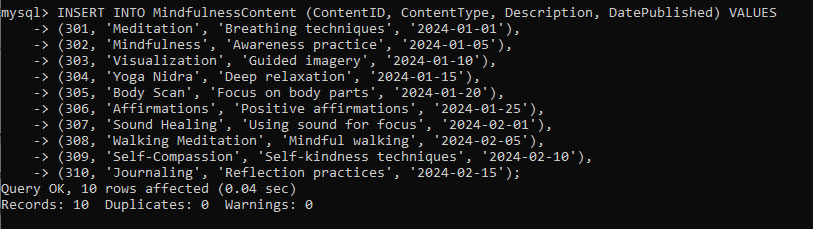 mysql> INSERT INTO MindfulnessContent (ContentID, ContentType, Description, DatePublished) VALUES
    -> (301, 'Meditation', 'Breathing techniques', '2024-01-01'),
    -> (302, 'Mindfulness', 'Awareness practice', '2024-01-05'),
    -> (303, 'Visualization', 'Guided imagery', '2024-01-10'),
    -> (304, 'Yoga Nidra', 'Deep relaxation', '2024-01-15'),
    -> (305, 'Body Scan', 'Focus on body parts', '2024-01-20'),
    -> (306, 'Affirmations', 'Positive affirmations', '2024-01-25'),
    -> (307, 'Sound Healing', 'Using sound for focus', '2024-02-01'),
    -> (308, 'Walking Meditation', 'Mindful walking', '2024-02-05'),
    -> (309, 'Self-Compassion', 'Self-kindness techniques', '2024-02-10'),
    -> (310, 'Journaling', 'Reflection practices', '2024-02-15');
Query OK, 10 rows affected (0.04 sec)
Records: 10  Duplicates: 0  Warnings: 0